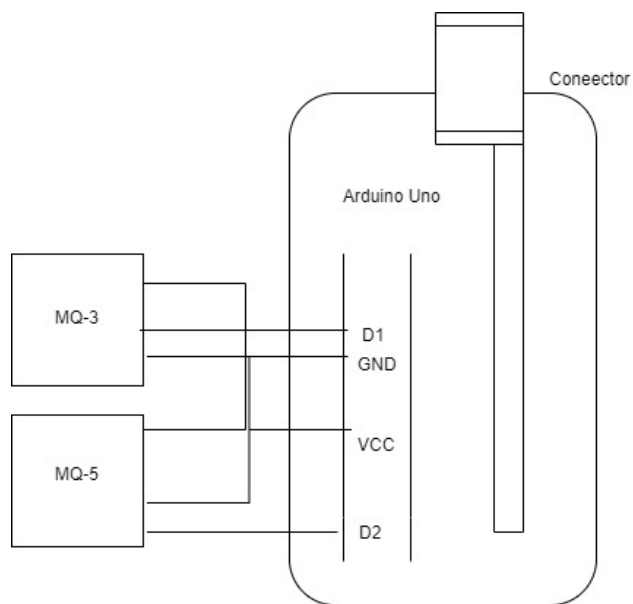 Coneector
Arduino Uno
MQ-3
D1
GND
VCC
MQ-5
D2